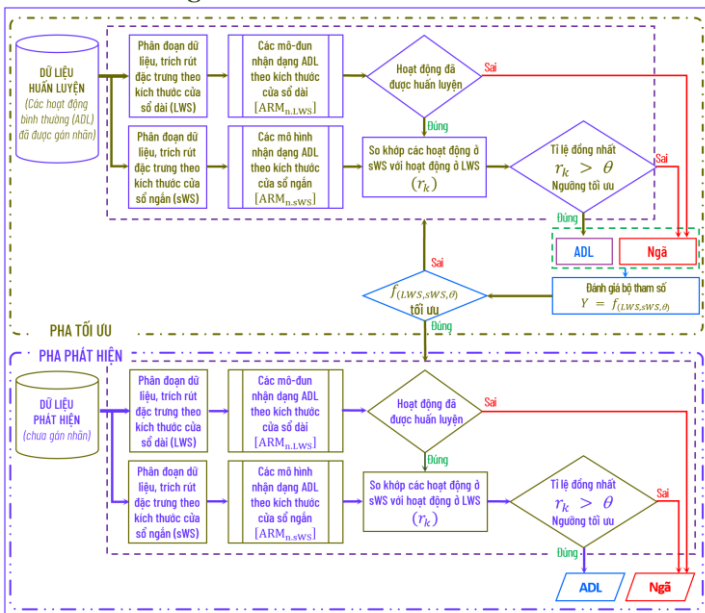 DỮ LIỆU
HUẤN LUYỆN
(Các hoạt động
bình thường (ADL)
đã được gán nhãn)
Phân đoạn dữ
liệu, trích rút
đặc trưng theo
kích thước cửa
sổ dài (LWS)
Các mô-đun
nhận dạng ADL
theo kích thước
cửa sổ dài
[ARMn.LWS]
Hoạt động đã
được huấn luyện
Sai
Đúng
Phân đoạn dữ
liệu, trích rút
đặc trưng theo
kích thước cửa
sổ ngắn (sWS)
Các mô hình
nhận dạng ADL
theo kích thước
cửa sổ ngắn
[ARMn.sWS]
So khớp các hoạt động ở
sWS với hoạt động ở LWS
(rk)
Tỉ lệ đồng nhất
rk > θ
Ngưỡng tối ưu
Sai
Đúng
ADL
Ngã
Sai
f(LWS,sWS,θ)
tối ưu
Đánh giá bộ tham số
Y = f(LWS,sWS,θ)
Đúng
PHA TỐI ƯU
PHA PHÁT HIỆN
DỮ LIỆU
PHÁT HIỆN
(chưa gán nhãn)
Phân đoạn dữ
liệu, trích rút
đặc trưng theo
kích thước cửa
sổ dài (LWS)
Các mô-đun
nhận dạng ADL
theo kích thước
cửa sổ dài
[ARMn.LWS]
Hoạt động đã
được huấn luyện
Sai
Đúng
Phân đoạn dữ
liệu, trích rút
đặc trưng theo
kích thước cửa
sổ ngắn (sWS)
Các mô hình
nhận dạng ADL
theo kích thước
cửa sổ ngắn
[ARMn.sWS]
So khớp các hoạt động ở
sWS với hoạt động ở LWS
(rk)
Tỉ lệ đồng nhất
rk > θ
Ngưỡng tối ưu
Sai
Đúng
ADL
Ngã